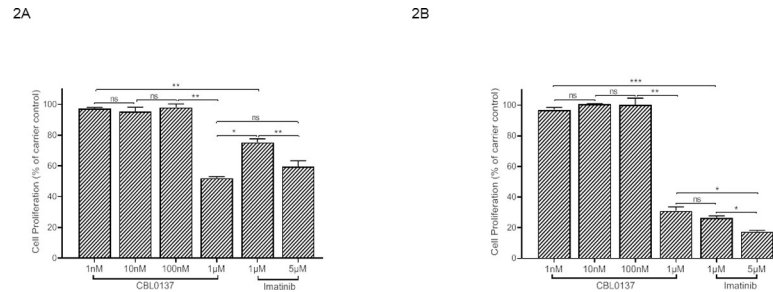 2A
2B
**
ns
ns
**
ns
*
**
Cell Proliferation (% of carrier control)
100
80
60
40
20
0
1nM
10nM
100nM
1µM
1µM
5µM
CBL0137
Imatinib
***
ns
ns
**
*
ns
*
Cell Proliferation (% of carrier control)
100
80
60
40
20
0
1nM
10nM
100nM
1µM
1µM
5µM
CBL0137
Imatinib